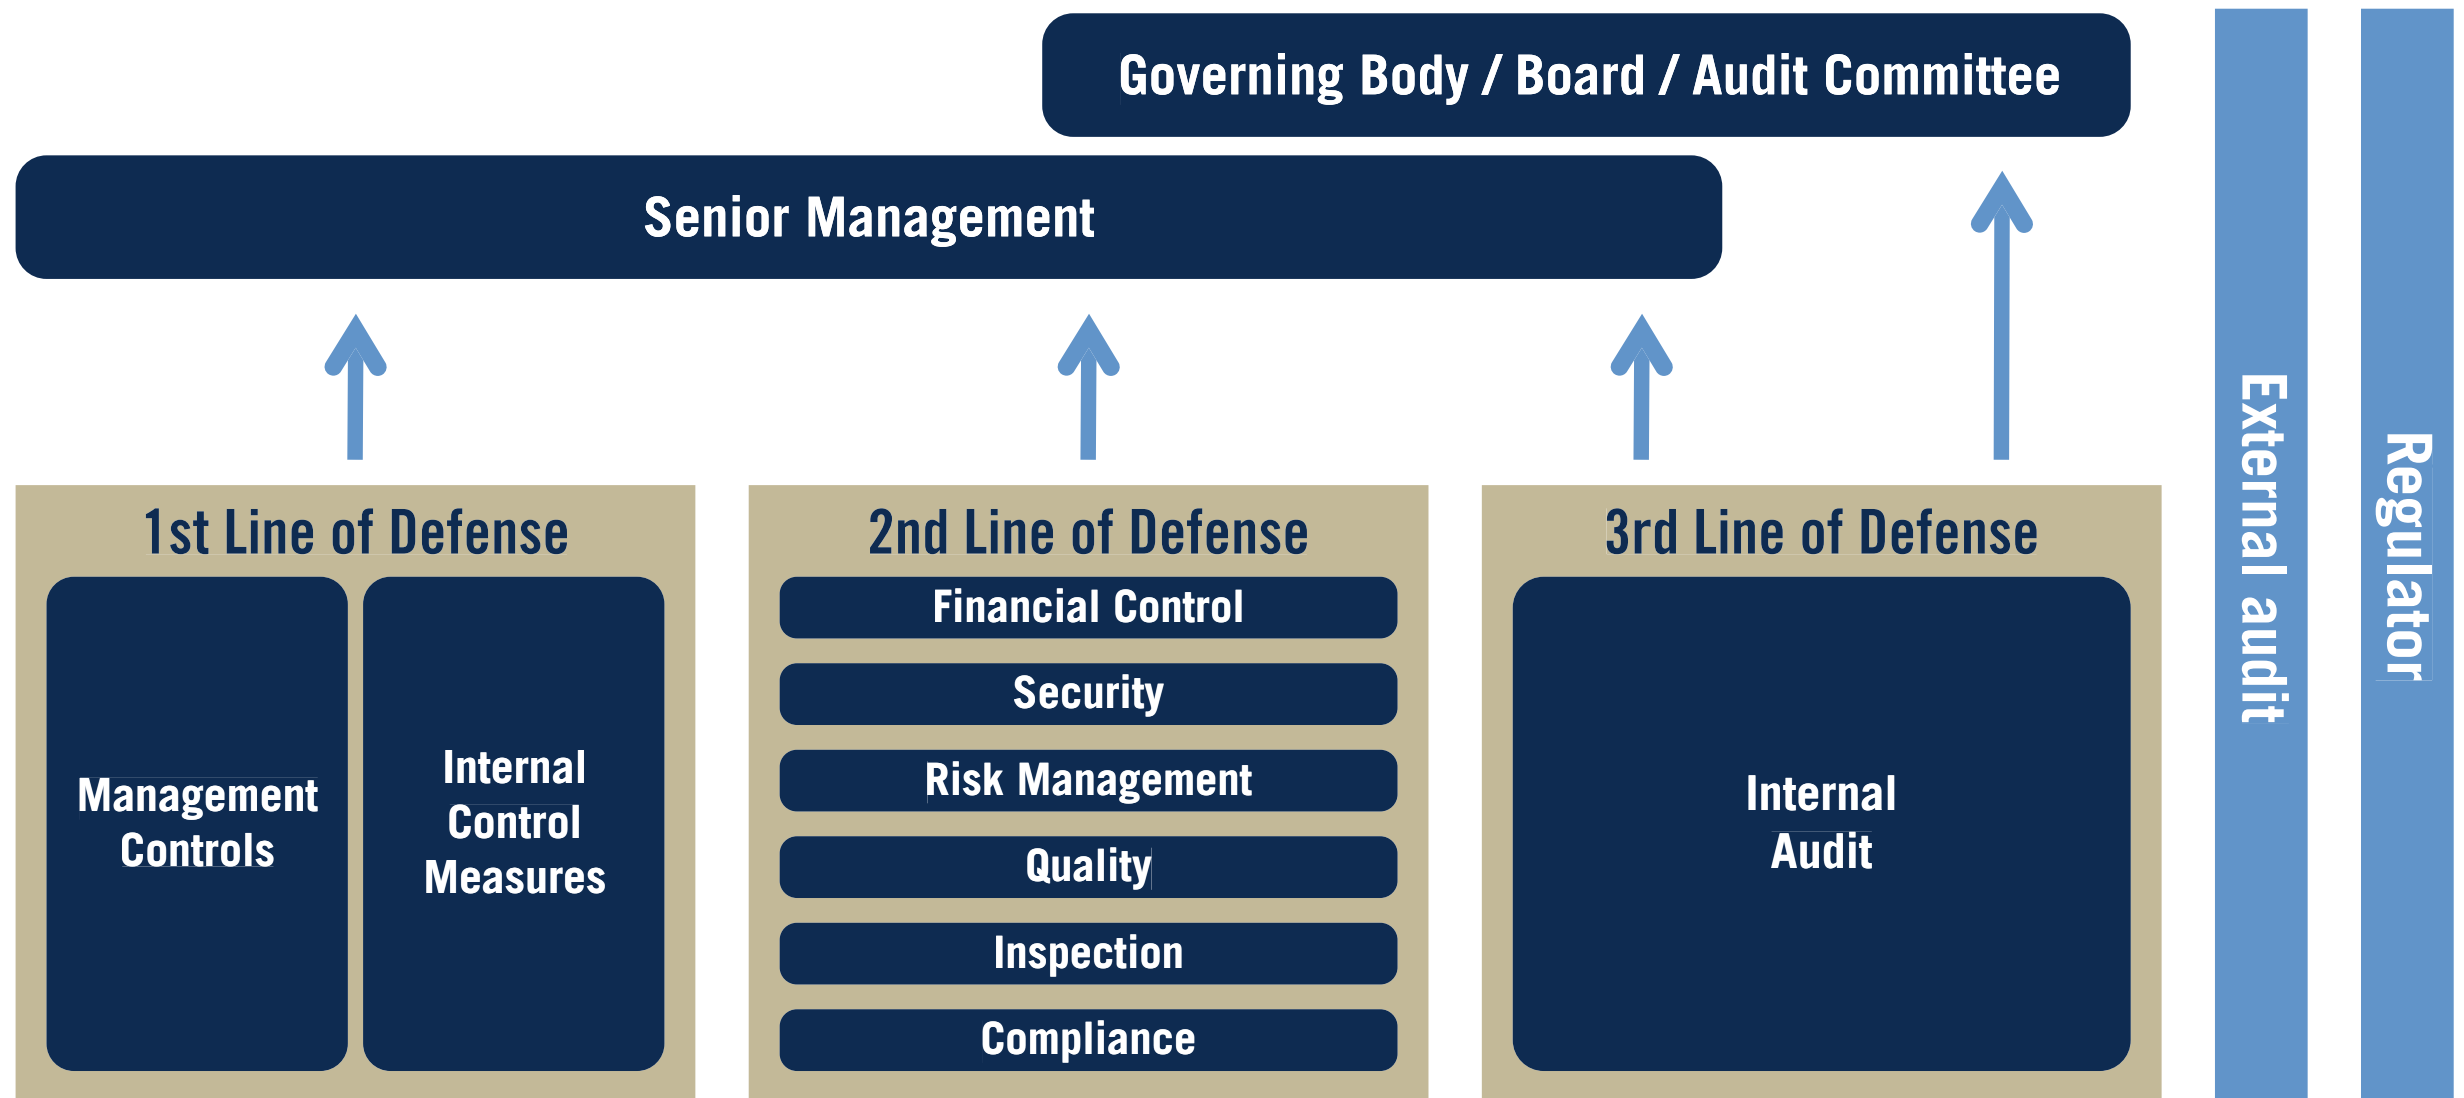 Governing Body / Board / Audit Committee
Senior Management
1st Line of Defense
Management
Controls
Internal
Control
Measures
2nd Line of Defense
Financial Control
Security
Risk Management
Quality
Inspection
Compliance
3rd Line of Defense
Internal
Audit
External audit
Regulator